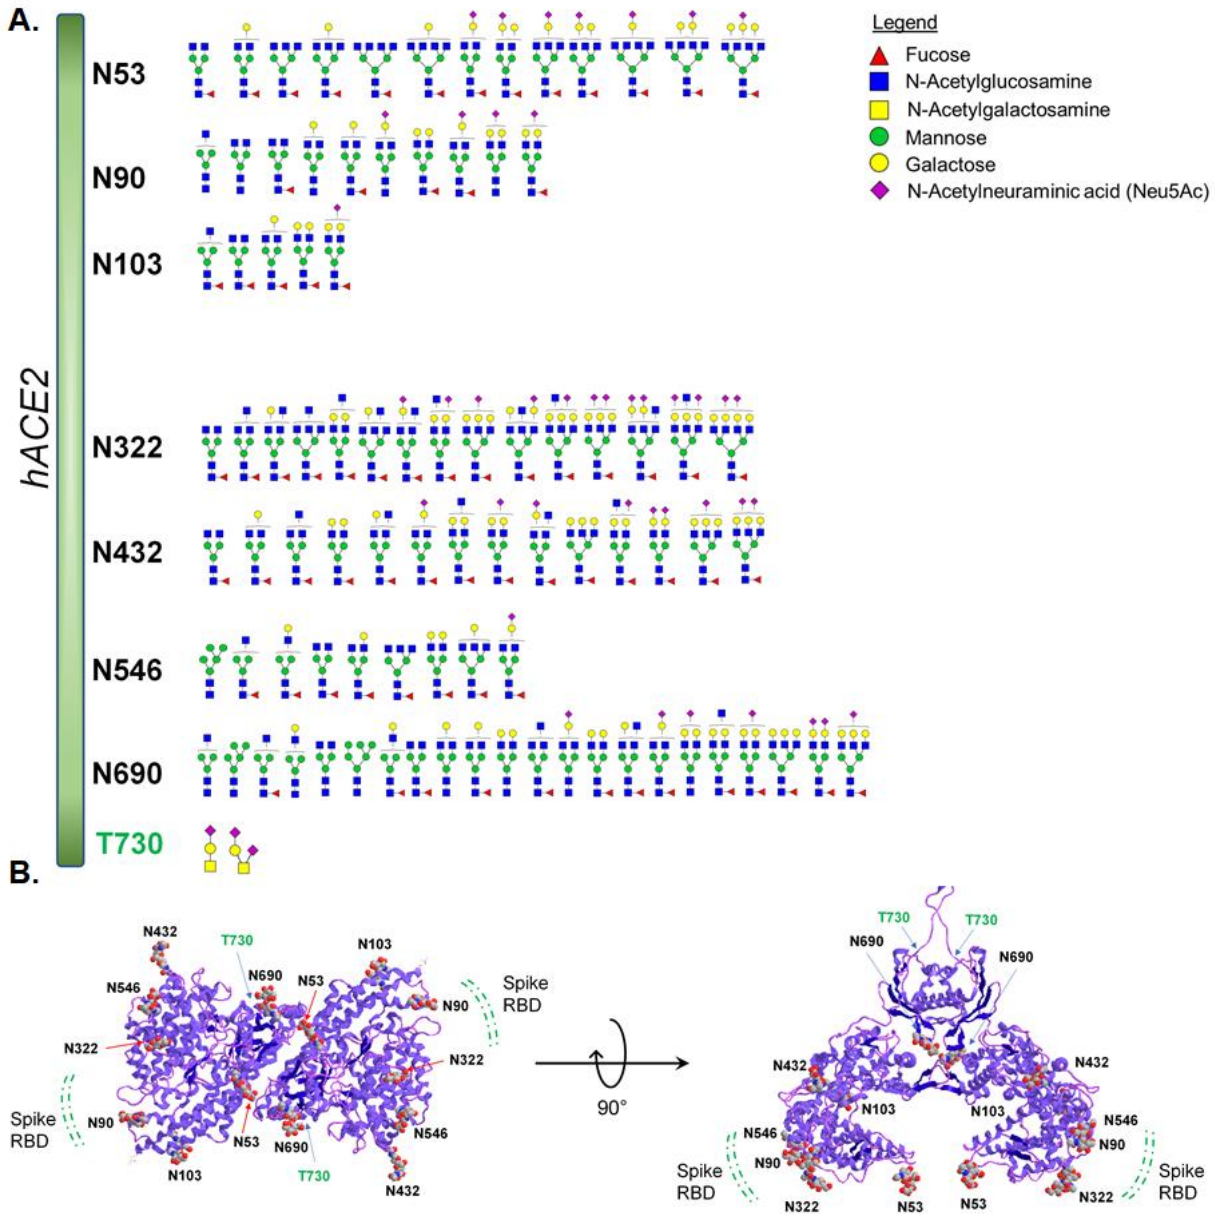 A.
Legend
Fucose
N-Acetylglucosamine
N-Acetylgalactosamine
Mannose
Galactose
N-Acetylneuraminic acid (Neu5Ac)
hACE2
N53
N90
N103
N322
N432
N546
N690
T730
B.
N432
T730
N103
N546
N690
N53
Spike
RBD
N90
N322
N322
Spike
RBD
N90
N53
N690
N546
N103
T730
N432
90°
T730
T730
N690
N690
N432
N432
N103
N103
N546
N546
N90
N90
Spike
RBD
Spike
RBD
N322
N53
N53
N322